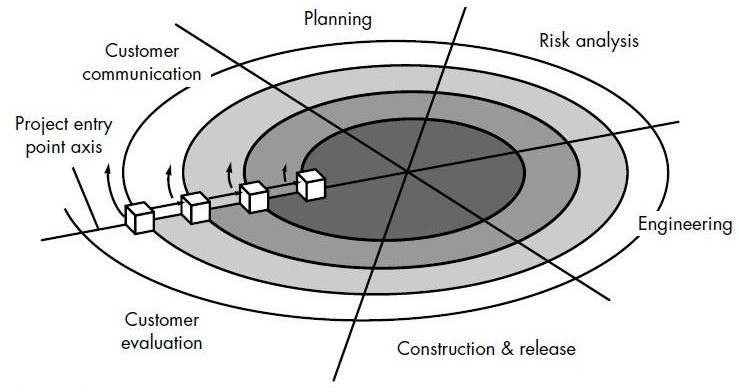 Planning
Risk analysis
Customer
communication
Project entry
point axis
Engineering
Customer
evaluation
Construction & release